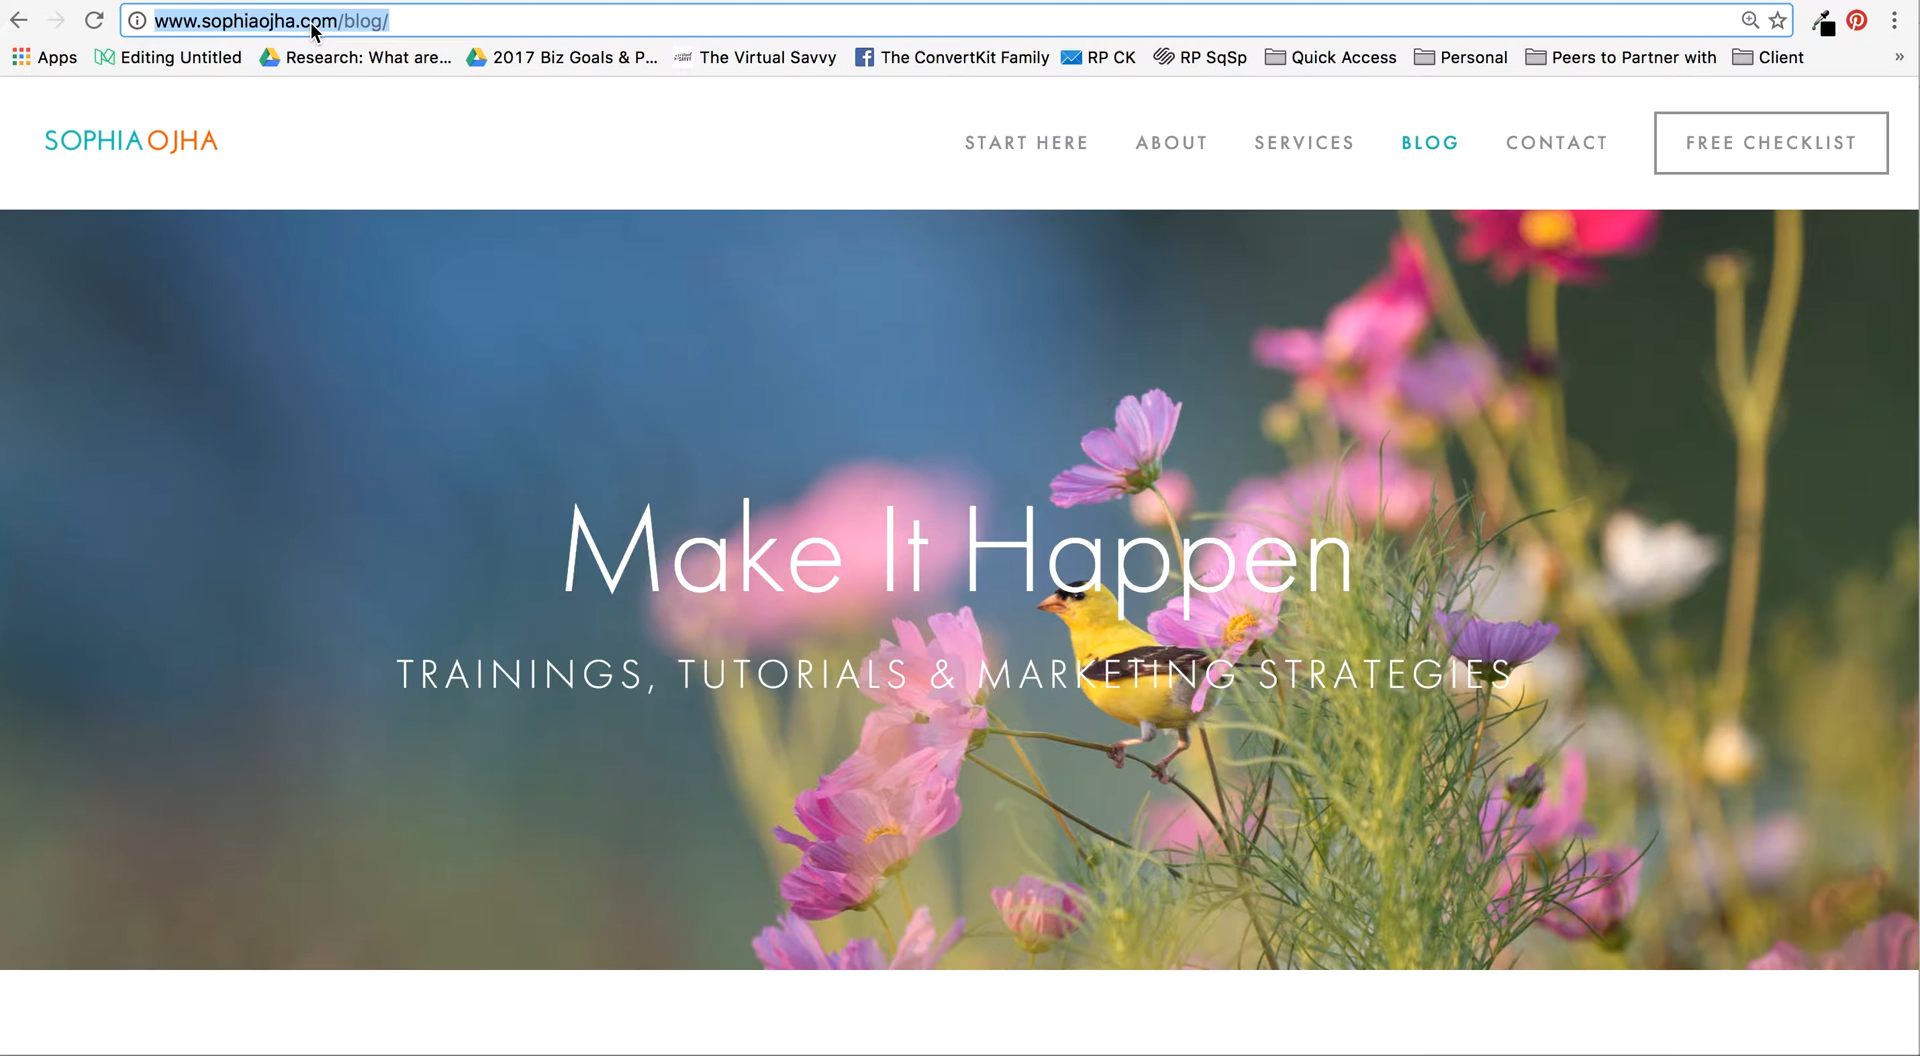 www.sophiaojha.com/blog/
Apps Editing Untitled Research: What are... 2017 Biz Goals & P... The Virtual Savvy The ConvertKit Family RP CK RP SqSp Quick Access Personal Peers to Partner with Client »
SOPHIAOJHA START HERE ABOUT SERVICES BLOG CONTACT FREE CHECKLIST
Make It Happen
TRAININGS, TUTORIALS & MARKETING STRATEGIES